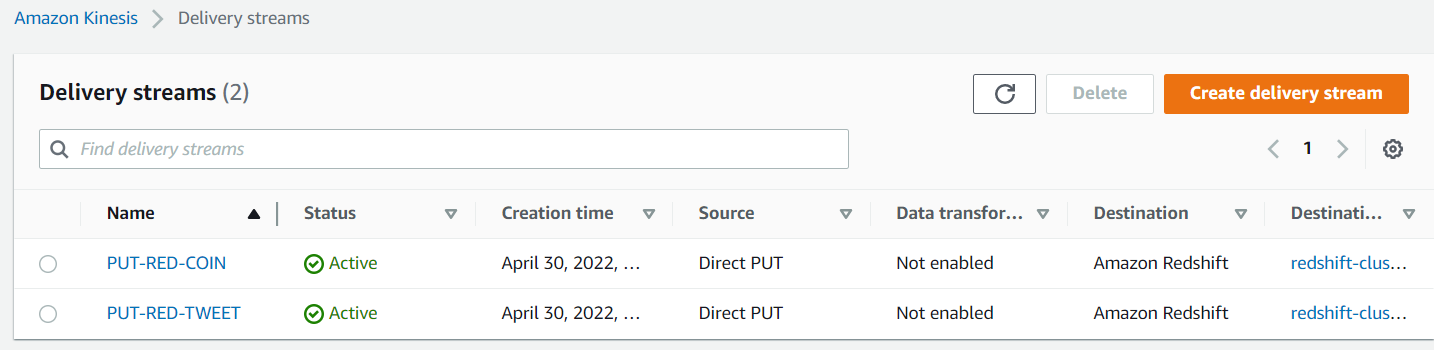 Amazon Kinesis > Delivery streams
Delivery streams (2)
Delete
Create delivery stream
Find delivery streams
1
Name Status Creation time Source Data transfor... Destination Destinati...
PUT-RED-COIN Active April 30, 2022, ... Direct PUT Not enabled Amazon Redshift redshift-clus...
PUT-RED-TWEET Active April 30, 2022, ... Direct PUT Not enabled Amazon Redshift redshift-clus...